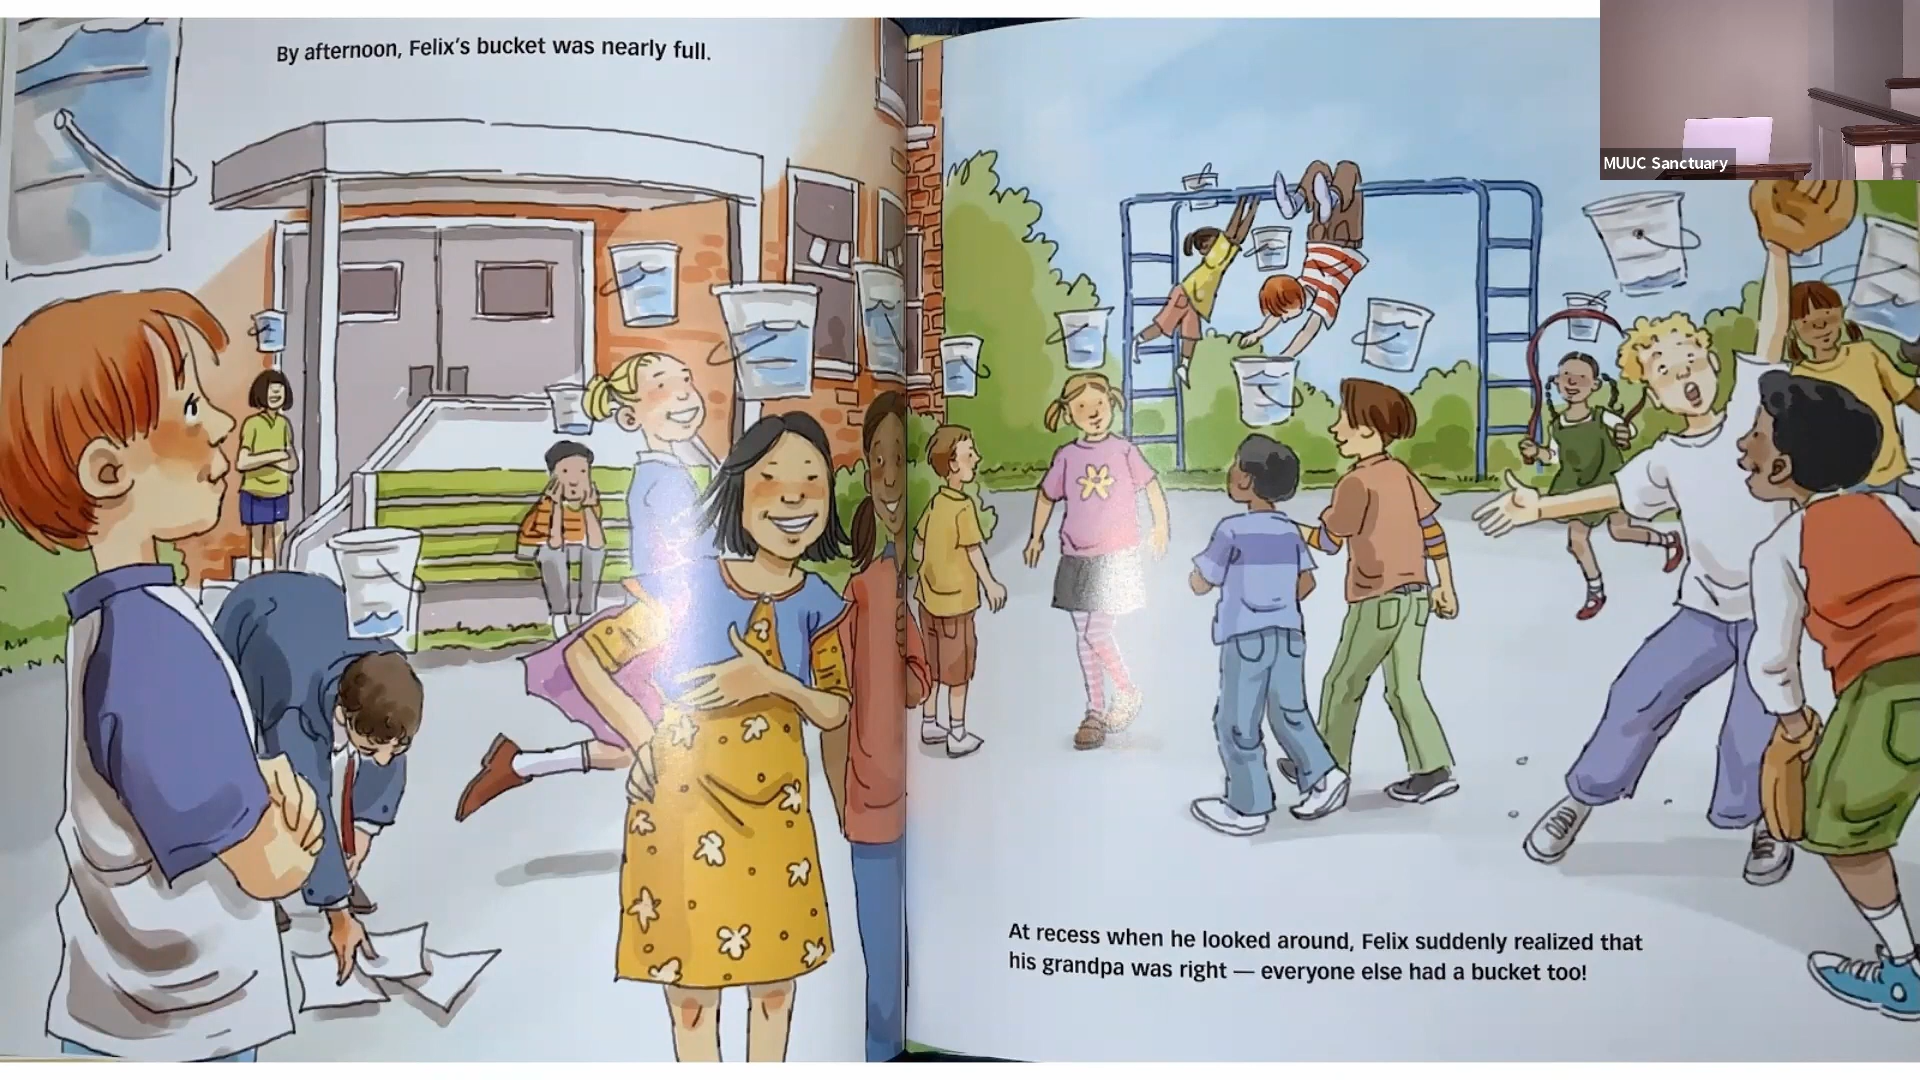 By afternoon, Felix's bucket was nearly full.
MUUC Sanctuary
At recess when he looked around, Felix suddenly realized that
his grandpa was right — everyone else had a bucket too!